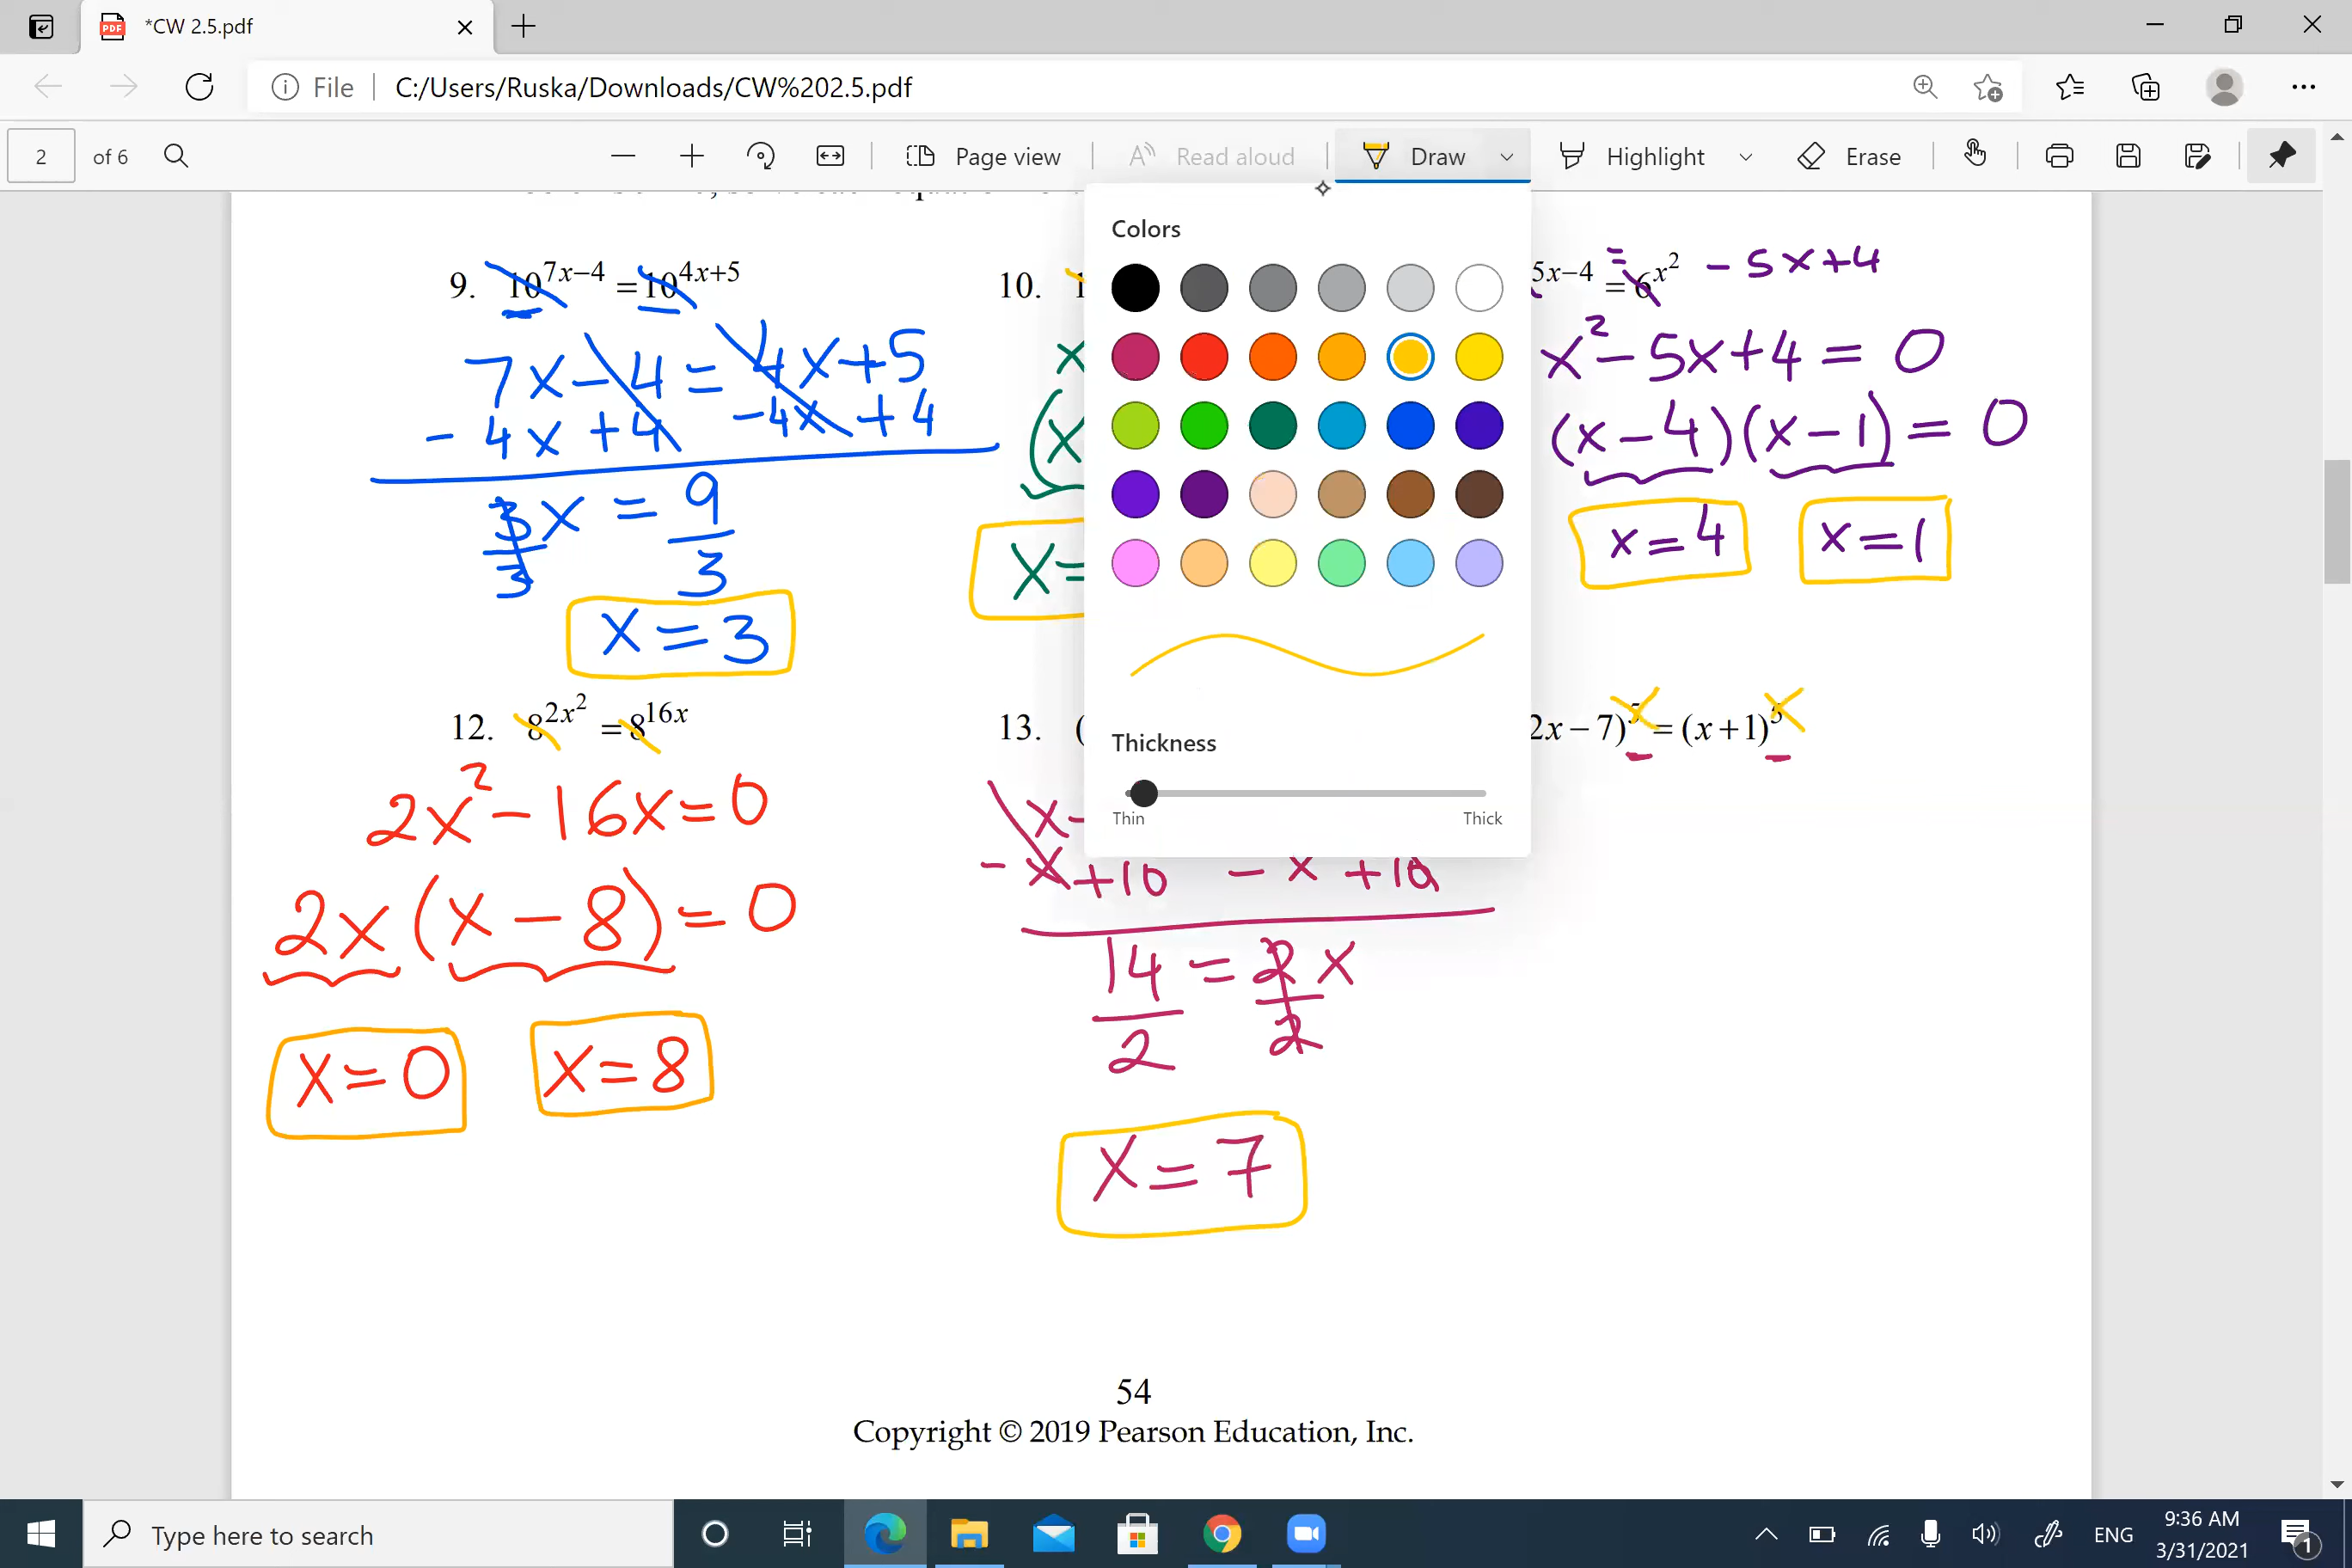 *CW 2.5.pdf
File | C:/Users/Ruska/Downloads/CW%202.5.pdf
2 of 6 Page view Read aloud Draw Highlight Erase
9. 10^{7x−4} = 10^{4x+5}
7x − 4 = 4x + 5
− 4x + 4 − 4x + 4
3x = 9
3 3
x = 3
10. 1
x
(x
x =
5x−4 = 6^{x^2} − 5x + 4
x^2 − 5x + 4 = 0
(x − 4)(x − 1) = 0
x = 4 x = 1
Colors
Thickness
Thin Thick
12. 8^{2x^2} = 8^{16x}
2x^2 − 16x = 0
2x (x − 8) = 0
x = 0 x = 8
13. (
x −
− x + 10 − x + 10
14 = 2x
2 2
x = 7
2x − 7)^5 = (x + 1)^5
54
Copyright © 2019 Pearson Education, Inc.
Type here to search
ENG
9:36 AM
3/31/2021
1